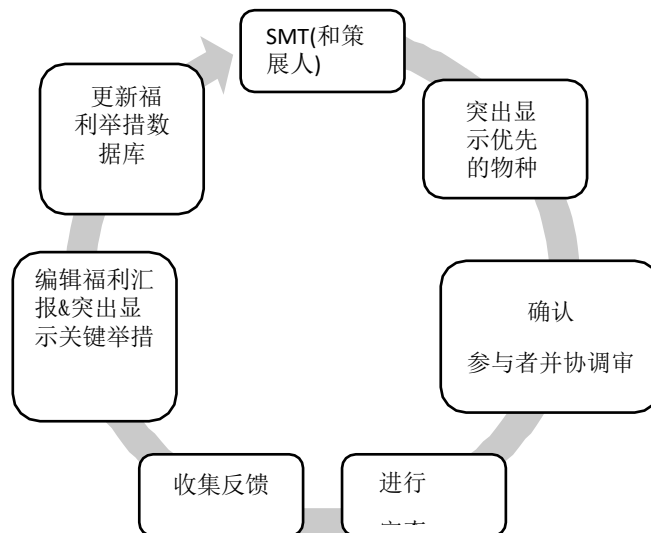 SMT(和策
展人)
突出显
示优先
的物种
确认
参与者并协调审
进行
收集反馈
编辑福利汇
报&突出显
示关键举措
更新福
利举措数
据库